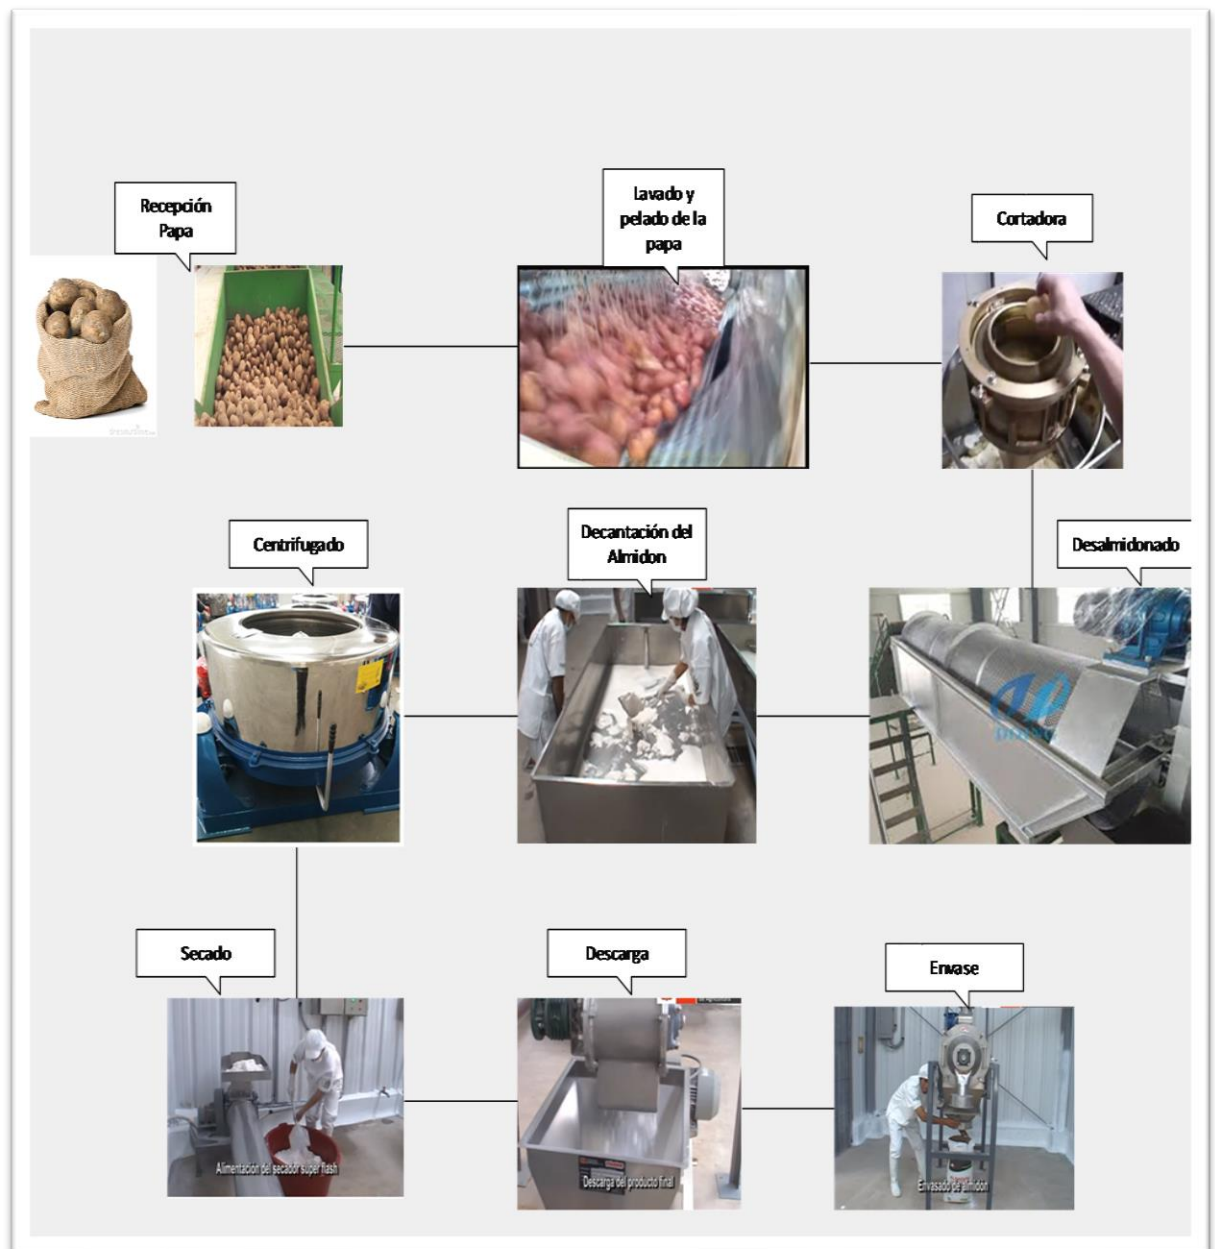 Recepción
Papa
Lavado y
pelado de la
papa
Cortadora
Centrifugado
Decantación del
Almidon
Desalmidonado
Secado
Descarga
Envase
Alimentación del secador super flash
Descarga del producto final
Envasado de almidon